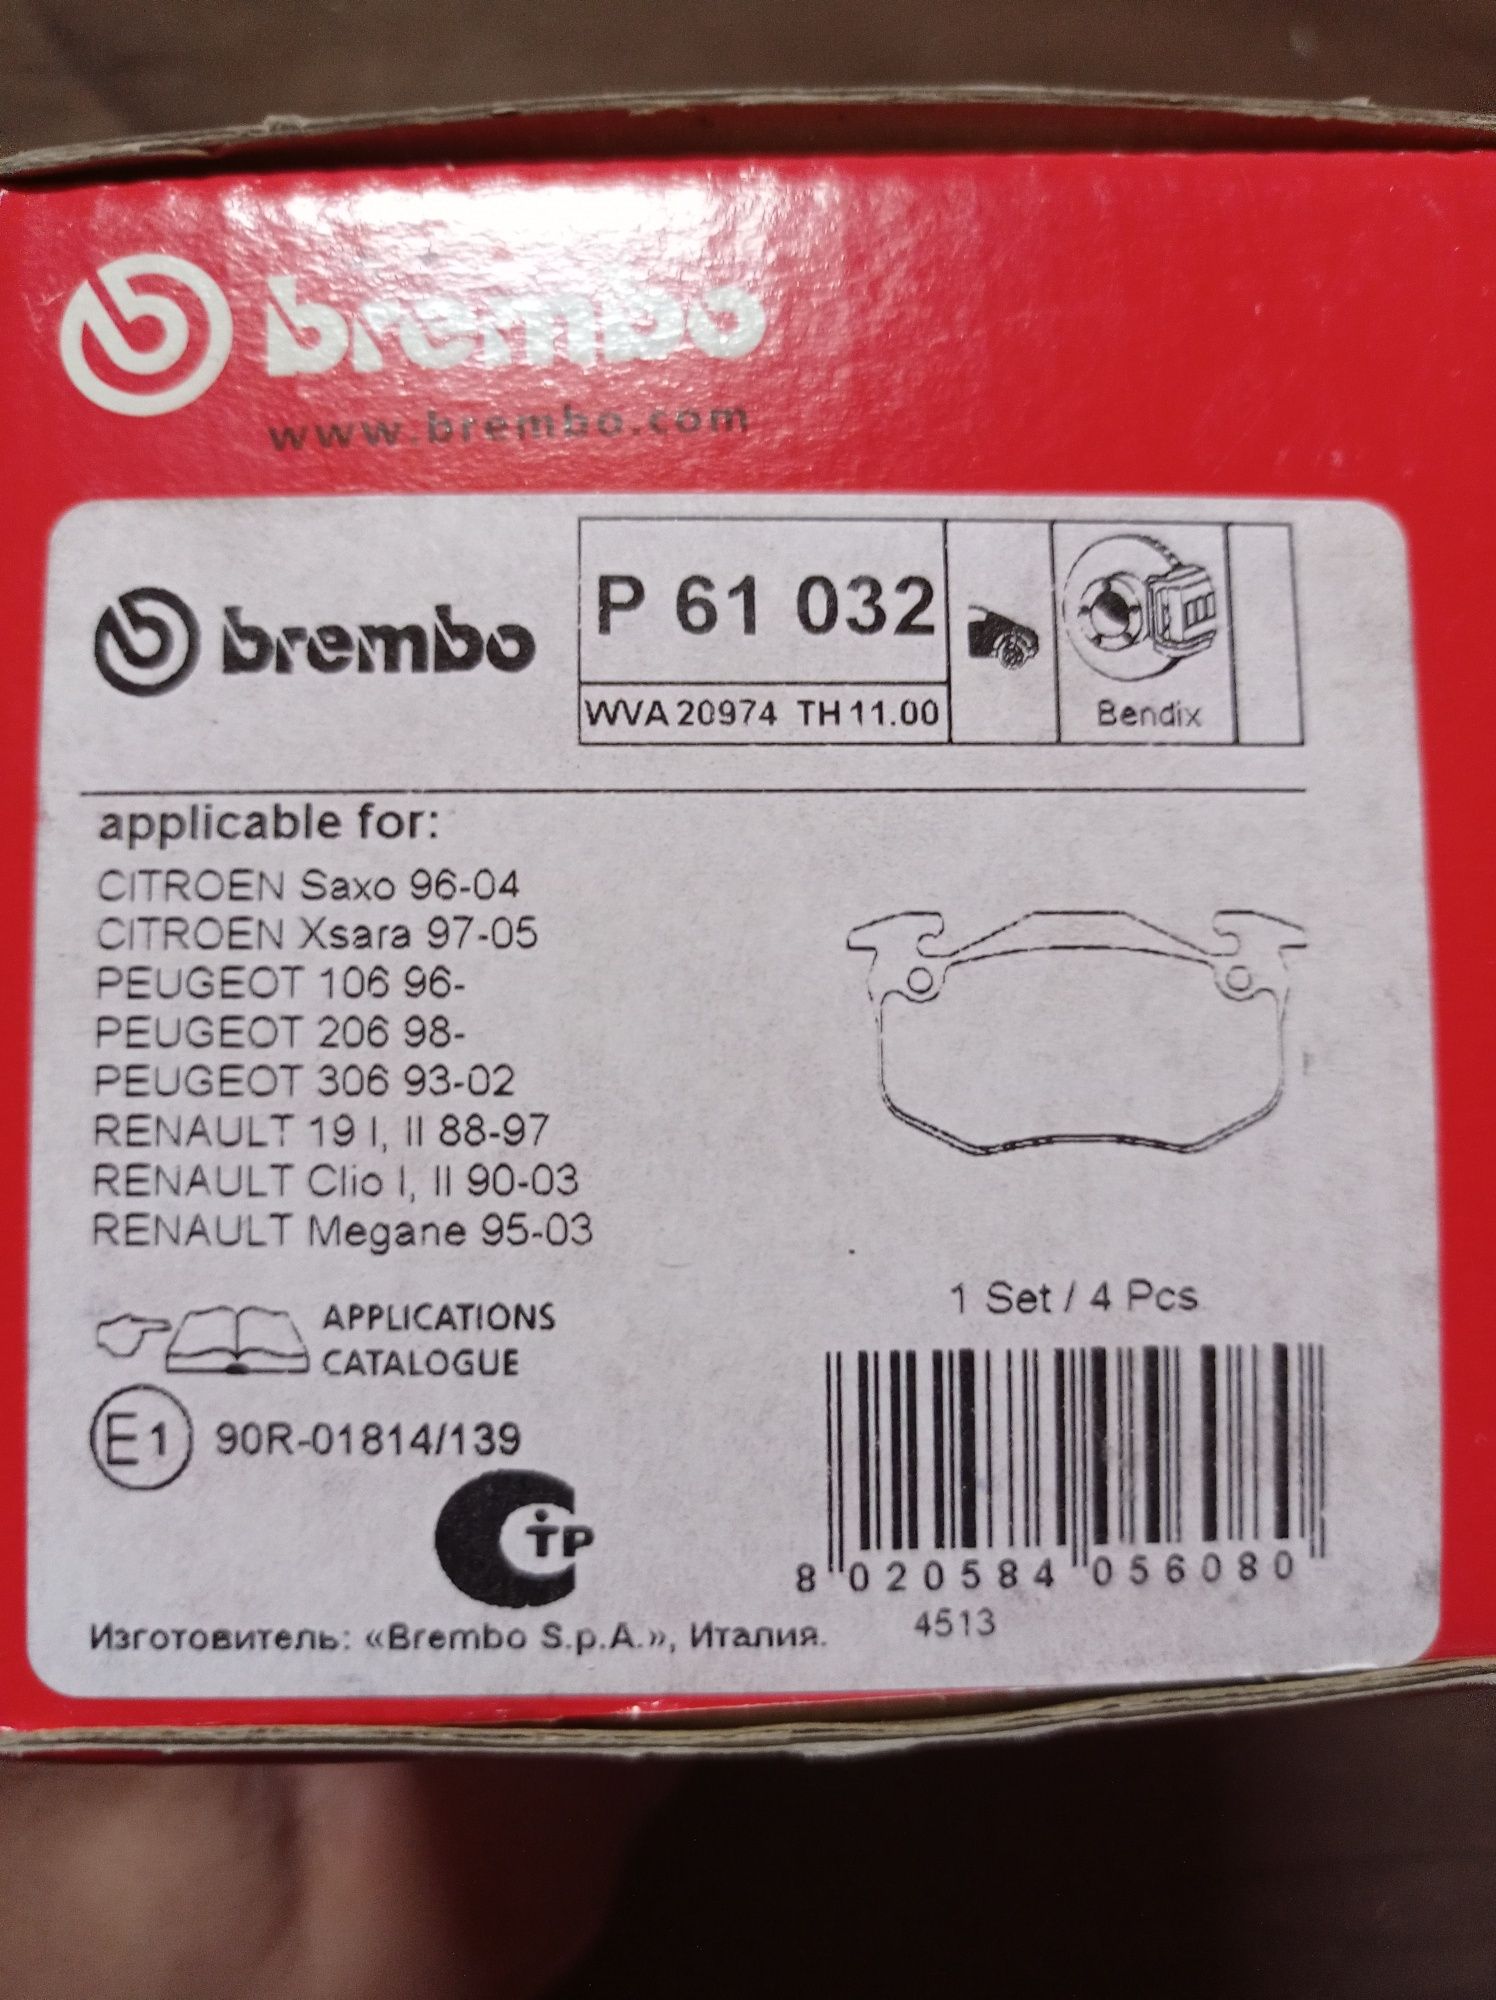 brembo
www.brembo.com
brembo
P 61 032
WVA 20974 TH 11.00
Bendix
applicable for:
CITROEN Saxo 96-04
CITROEN Xsara 97-05
PEUGEOT 106 96-
PEUGEOT 206 98-
PEUGEOT 306 93-02
RENAULT 19 I, II 88-97
RENAULT Clio I, II 90-03
RENAULT Megane 95-03
1 Set / 4 Pcs
APPLICATIONS
CATALOGUE
E1 90R-01814/139
СТР
8 020584 056080
4513
Изготовитель: «Brembo S.p.A.», Италия.